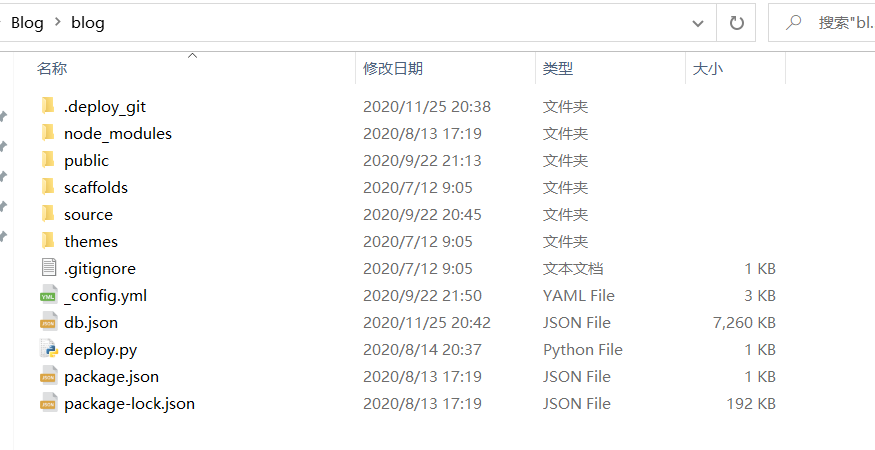 Blog > blog 搜索"bl.
名称 修改日期 类型 大小
.deploy_git 2020/11/25 20:38 文件夹
node_modules 2020/8/13 17:19 文件夹
public 2020/9/22 21:13 文件夹
scaffolds 2020/7/12 9:05 文件夹
source 2020/9/22 20:45 文件夹
themes 2020/7/12 9:05 文件夹
.gitignore 2020/7/12 9:05 文本文档 1 KB
_config.yml 2020/9/22 21:50 YAML File 3 KB
db.json 2020/11/25 20:42 JSON File 7,260 KB
deploy.py 2020/8/14 20:37 Python File 1 KB
package.json 2020/8/13 17:19 JSON File 1 KB
package-lock.json 2020/8/13 17:19 JSON File 192 KB